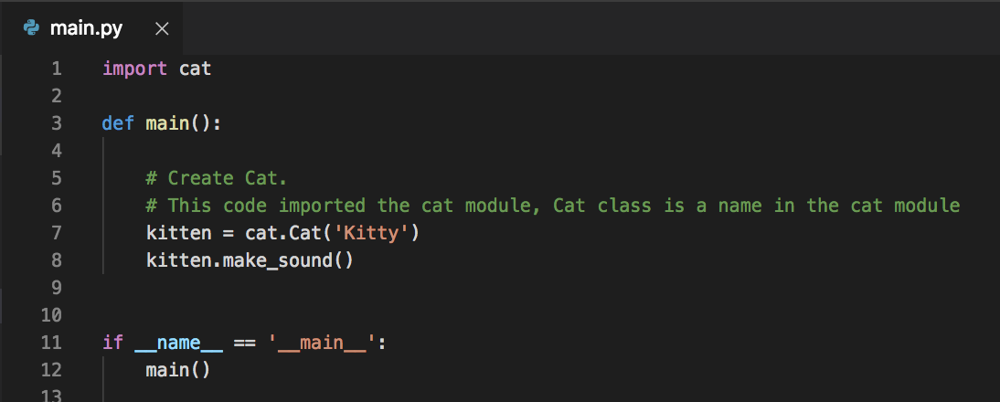 main.py ×
1 import cat
2
3 def main():
4
5     # Create Cat.
6     # This code imported the cat module, Cat class is a name in the cat module
7     kitten = cat.Cat('Kitty')
8     kitten.make_sound()
9
10
11 if __name__ == '__main__':
12     main()
13